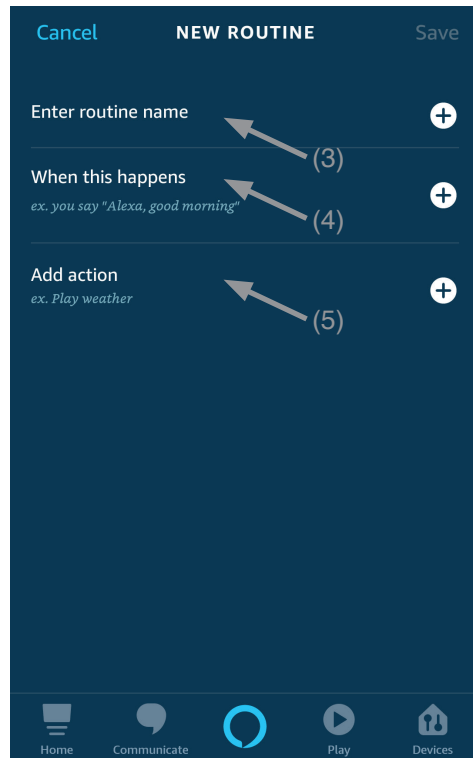 Cancel NEW ROUTINE Save
Enter routine name
(3)
When this happens
ex. you say "Alexa, good morning"
(4)
Add action
ex. Play weather
(5)
Home Communicate Play Devices